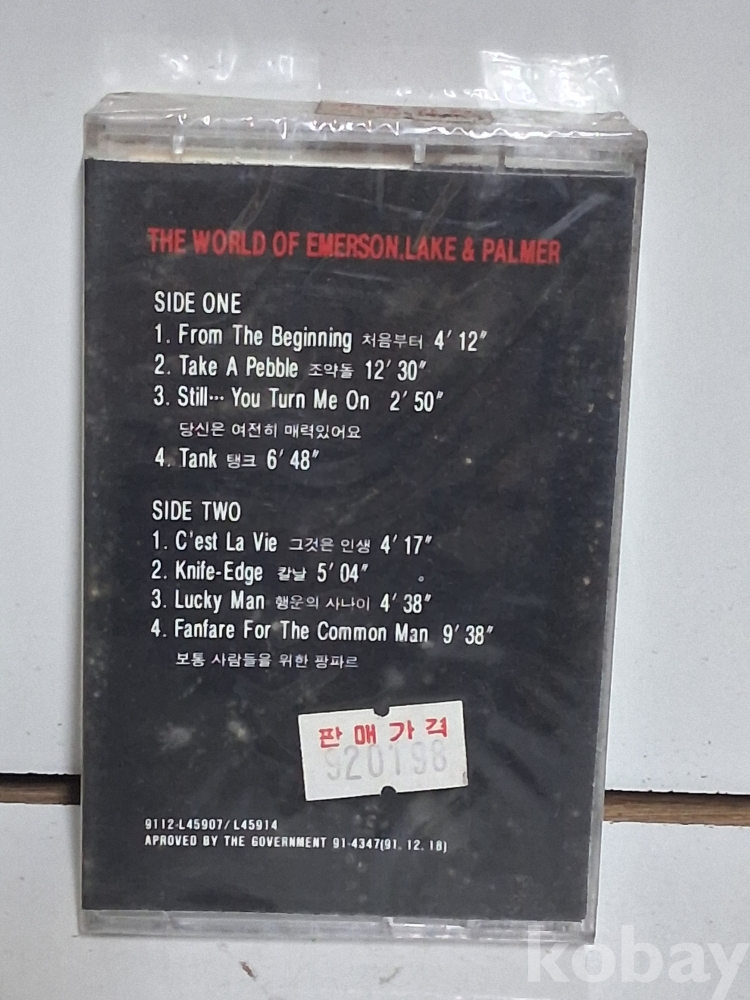 THE WORLD OF EMERSON.LAKE & PALMER
SIDE ONE
1. From The Beginning 처음부터 4′ 12″
2. Take A Pebble 조약돌 12′ 30″
3. Still… You Turn Me On 2′ 50″
당신은 여전히 매력있어요
4. Tank 탱크 6′ 48″
SIDE TWO
1. C'est La Vie 그것은 인생 4′ 17″
2. Knife-Edge 칼날 5′ 04″
3. Lucky Man 행운의 사나이 4′ 38″
4. Fanfare For The Common Man 9′ 38″
보통 사람들을 위한 팡파르
판매가격
920198
9112-L45907/L45914
APROVED BY THE GOVERNMENT 91-4347(91. 12. 18)
kobay